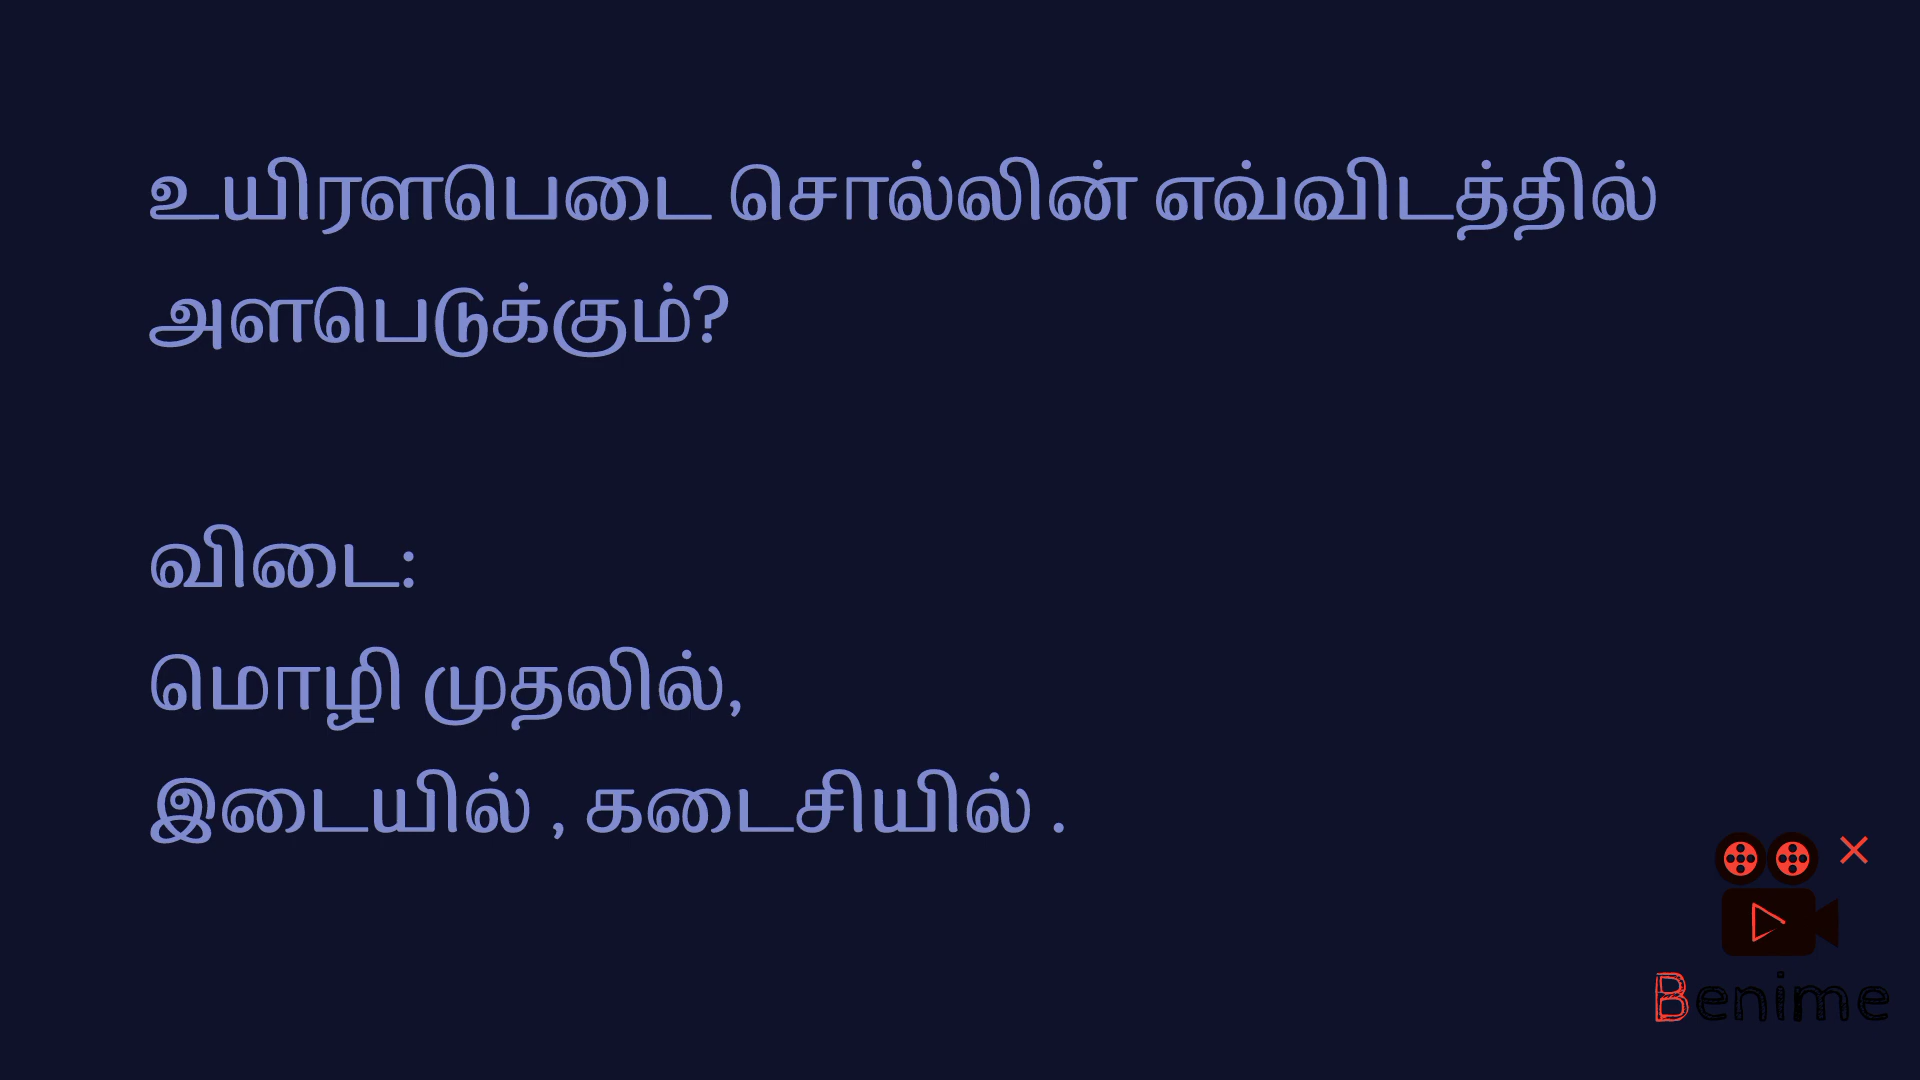 உயிரளபெடை சொல்லின் எவ்விடத்தில்
அளபெடுக்கும்?
விடை:
மொழி முதலில்,
இடையில் , கடைசியில் .
Benime